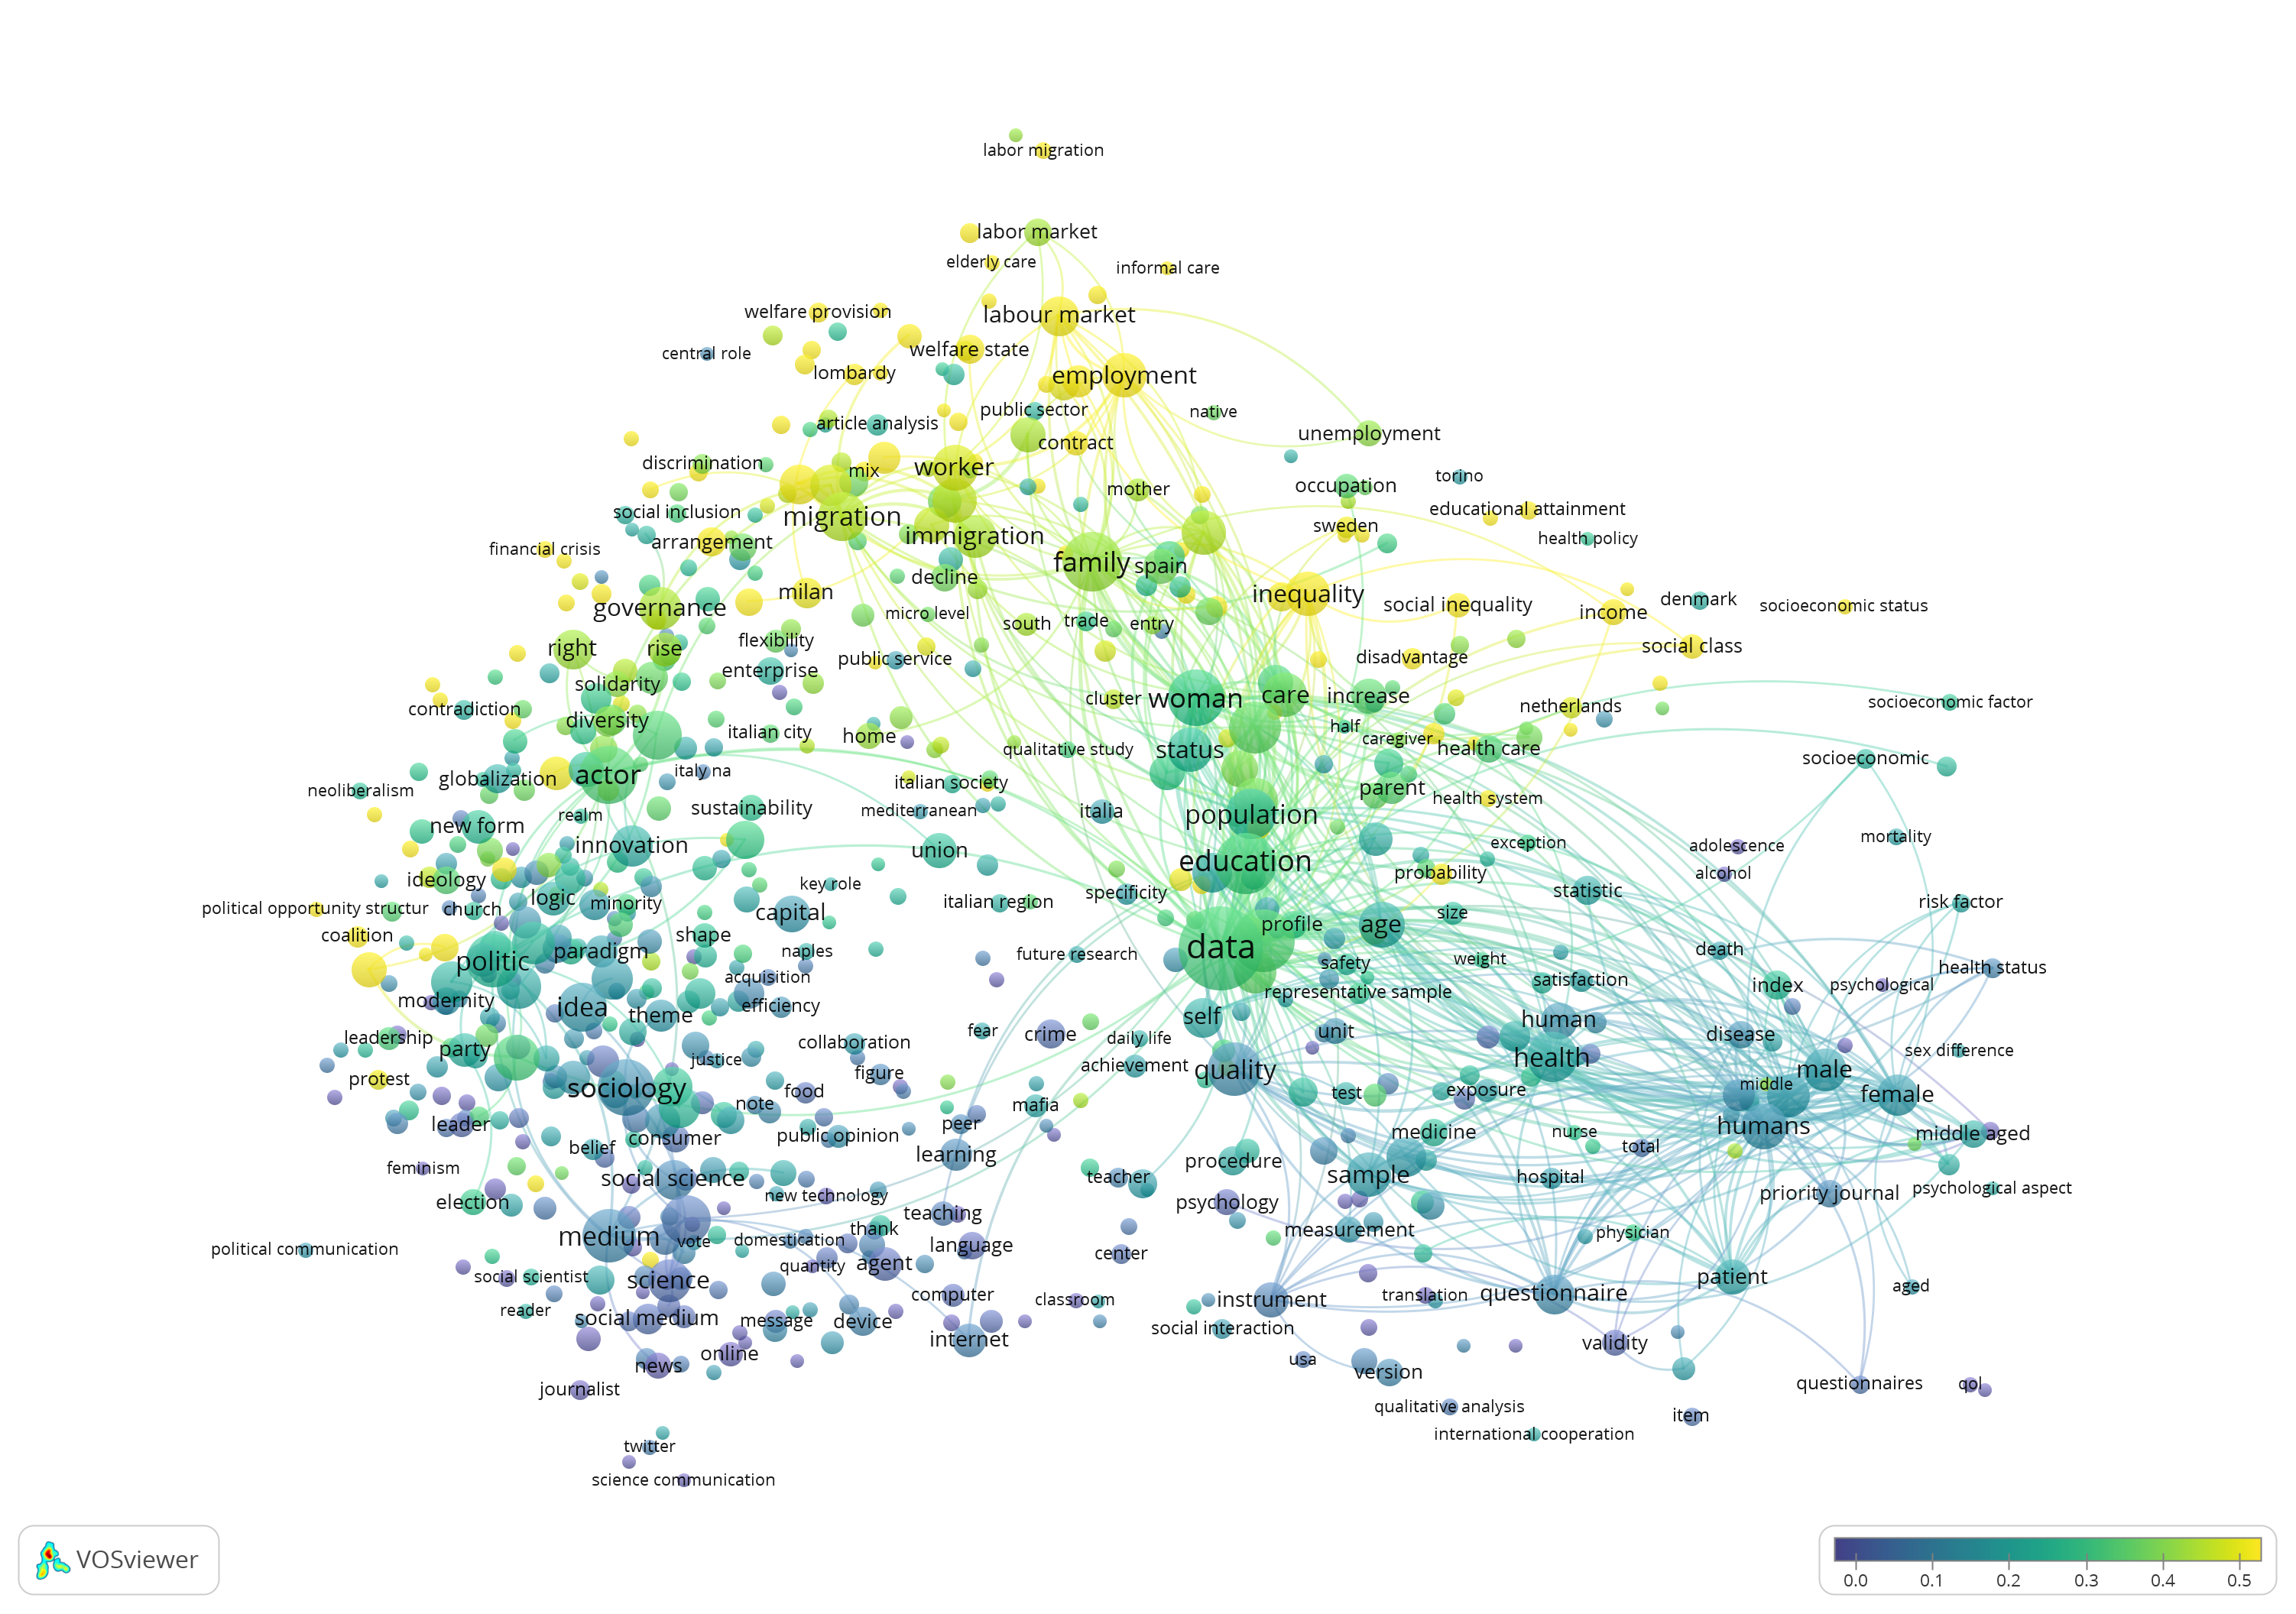 labor migration
labor market
elderly care
informal care
welfare provision
labour market
central role
welfare state
lombardy
employment
public sector
native
article analysis
contract
unemployment
discrimination
mix
worker
torino
mother
occupation
social inclusion
migration
educational attainment
sweden
financial crisis
arrangement
immigration
health policy
family
spain
decline
milan
inequality
governance
micro level
social inequality
income
denmark
socioeconomic status
south
trade
entry
right
rise
flexibility
public service
disadvantage
social class
enterprise
solidarity
woman
care
increase
cluster
contradiction
diversity
netherlands
socioeconomic factor
italian city
home
half
caregiver
qualitative study
status
health care
socioeconomic
globalization
actor
italy na
italian society
neoliberalism
parent
health system
sustainability
mediterranean
italia
population
realm
new form
innovation
union
exception
mortality
adolescence
education
ideology
logic
key role
specificity
probability
alcohol
statistic
minority
italian region
political opportunity structur
church
capital
size
risk factor
profile
age
coalition
shape
paradigm
naples
future research
data
death
politic
safety
weight
health status
acquisition
satisfaction
psychological
modernity
efficiency
representative sample
index
idea
theme
self
human
leadership
fear
crime
daily life
unit
disease
party
collaboration
sex difference
justice
achievement
health
protest
figure
quality
male
sociology
food
test
exposure
middle
female
note
mafia
leader
peer
humans
consumer
public opinion
medicine
nurse
total
middle aged
belief
learning
feminism
procedure
social science
teacher
sample
hospital
new technology
priority journal
psychological aspect
election
psychology
teaching
thank
measurement
physician
medium
vote
domestication
language
political communication
center
quantity
agent
social scientist
science
patient
aged
computer
classroom
instrument
translation
questionnaire
reader
social medium
message
device
social interaction
internet
validity
online
news
usa
version
journalist
questionnaires
qol
qualitative analysis
item
twitter
international cooperation
science communication
VOSviewer
0.0 0.1 0.2 0.3 0.4 0.5